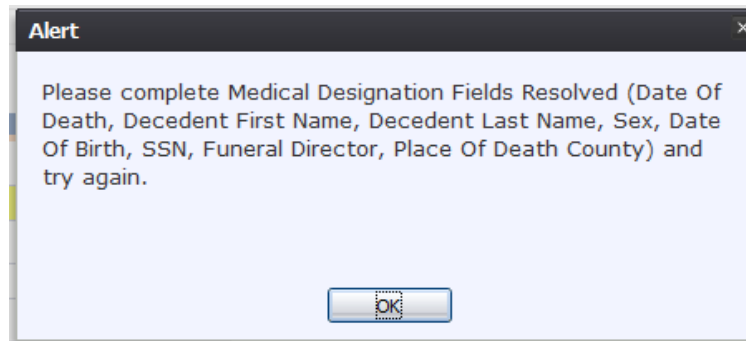 Alert
Please complete Medical Designation Fields Resolved (Date Of
Death, Decedent First Name, Decedent Last Name, Sex, Date
Of Birth, SSN, Funeral Director, Place Of Death County) and
try again.
OK